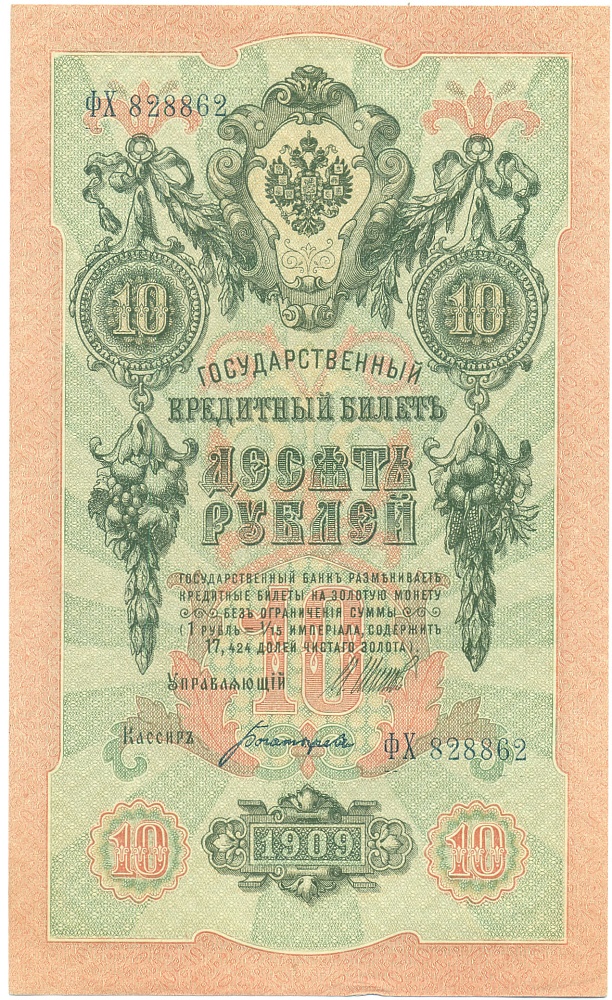 ФХ 828862
10 10
ГОСУДАРСТВЕННЫЙ
КРЕДИТНЫЙ БИЛЕТЪ
ДЕСЯТЬ
РУБЛЕЙ
ГОСУДАРСТВЕННЫЙ БАНКЪ РАЗМѢНИВАЕТЪ
КРЕДИТНЫЕ БИЛЕТЫ НА ЗОЛОТУЮ МОНЕТУ
БЕЗЪ ОГРАНИЧЕНІЯ СУММЫ
(1 РУБЛЬ = 1/15 ИМПЕРІАЛА, СОДЕРЖИТЪ
17,424 ДОЛЕЙ ЧИСТАГО ЗОЛОТА).
10
УПРАВЛЯЮЩІЙ
КАССИРЪ
ФХ 828862
10 1909 10